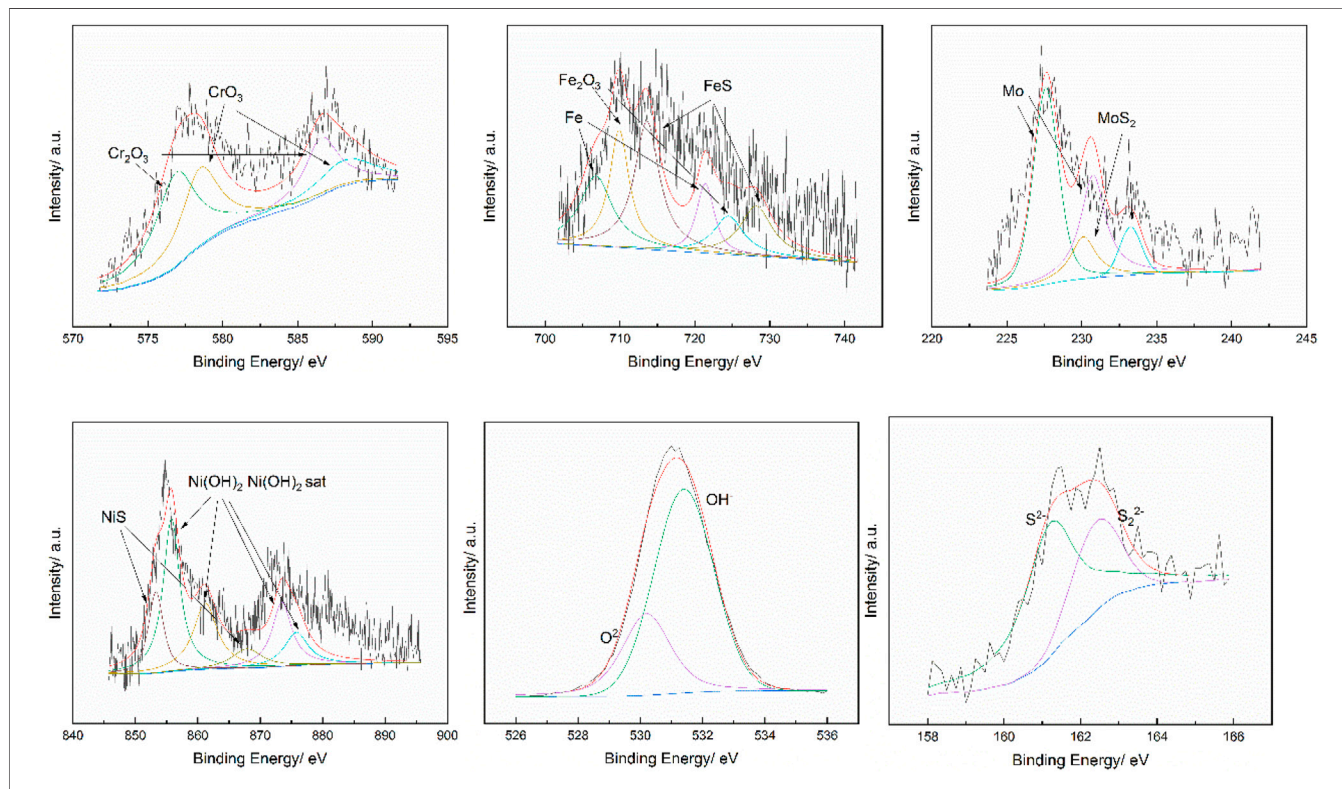 CrO₃
Cr₂O₃
Intensity/ a.u.
570 575 580 585 590 595
Binding Energy/ eV
Fe₂O₃
Fe
FeS
Intensity/ a.u.
700 710 720 730 740
Binding Energy/ eV
Mo
MoS₂
Intensity/ a.u.
220 225 230 235 240 245
Binding Energy/ eV
Ni(OH)₂ Ni(OH)₂ sat
NiS
Intensity/ a.u.
840 850 860 870 880 890 900
Binding Energy/ eV
OH⁻
O²⁻
Intensity/ a.u.
526 528 530 532 534 536
Binding Energy/ eV
S²⁻ S₂²⁻
Intensity/ a.u.
158 160 162 164 166
Binding Energy/ eV